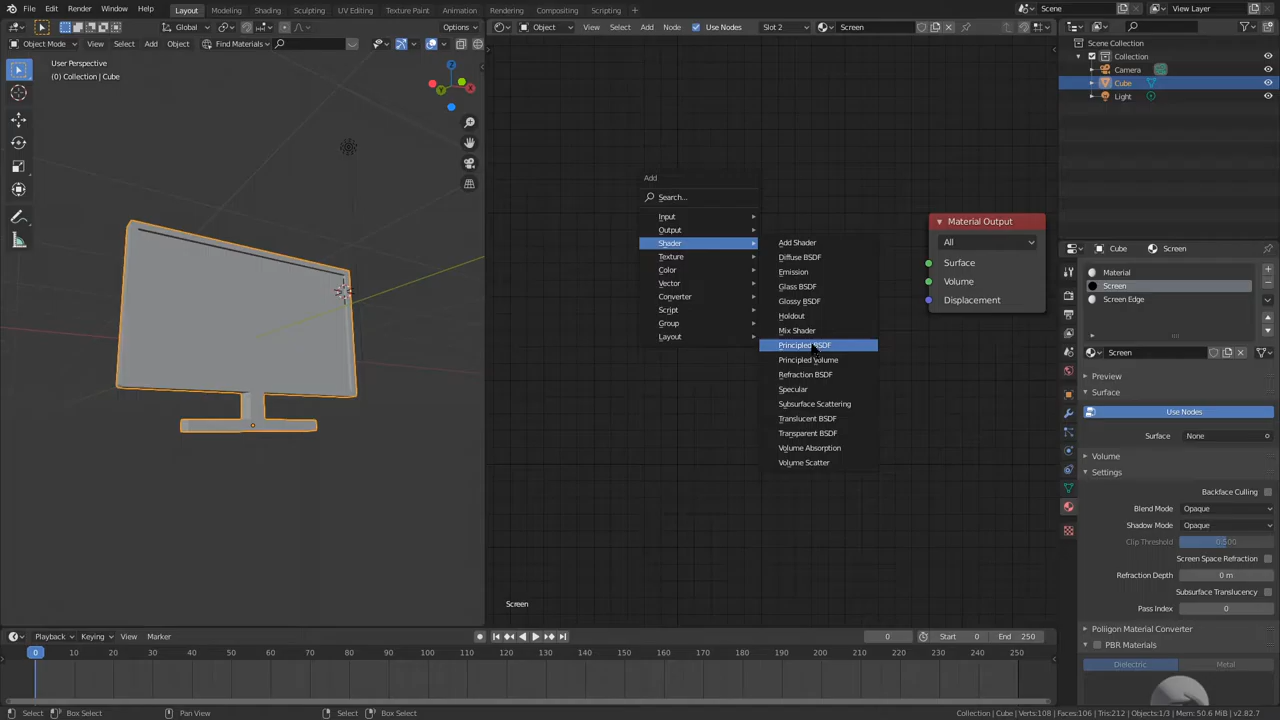 File Edit Render Window Help Layout Modeling Shading Sculpting UV Editing Texture Paint Animation Rendering Compositing Scripting Scene View Layer
Global Options Object View Select Add Node Use Nodes Slot 2 Screen
Object Mode View Select Add Object Find Materials
User Perspective
(0) Collection | Cube
Scene Collection
Collection
Camera
Cube
Light
Add
Search...
Input
Output
Shader
Texture
Color
Vector
Converter
Script
Group
Layout
Add Shader
Diffuse BSDF
Emission
Glass BSDF
Glossy BSDF
Holdout
Mix Shader
Principled BSDF
Principled Volume
Refraction BSDF
Specular
Subsurface Scattering
Translucent BSDF
Transparent BSDF
Volume Absorption
Volume Scatter
Material Output
All
Surface
Volume
Displacement
Cube Screen
Material
Screen
Screen Edge
Screen
Preview
Surface
Use Nodes
Surface None
Volume
Settings
Backface Culling
Blend Mode Opaque
Shadow Mode Opaque
Clip Threshold 0.500
Screen Space Refraction
Refraction Depth 0 m
Subsurface Translucency
Pass Index 0
Polligon Material Converter
PBR Materials
Dielectric Metal
Screen
Playback Keying View Marker 0 Start 0 End 250
0 10 20 30 40 50 60 70 80 90 100 110 120 130 140 150 160 170 180 190 200 210 220 230 240 250
Select Box Select Pan View Select Box Select Collection | Cube | Verts:108 | Faces:106 | Tris:212 | Objects:1/3 | Mem: 50.6 MiB | v2.82.7